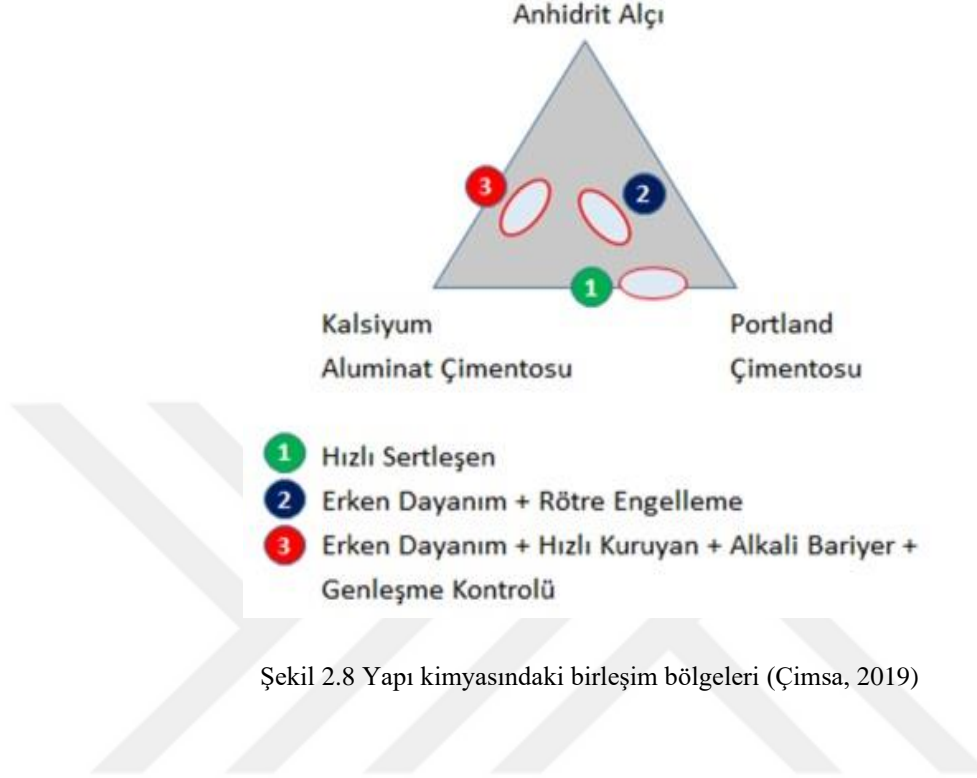 Anhidrit Alçı
3
2
1
Kalsiyum
Aluminat Çimentosu
Portland
Çimentosu
1 Hızlı Sertleşen
2 Erken Dayanım + Rötre Engelleme
3 Erken Dayanım + Hızlı Kuruyan + Alkali Bariyer +
Genleşme Kontrolü
Şekil 2.8 Yapı kimyasındaki birleşim bölgeleri (Çimsa, 2019)